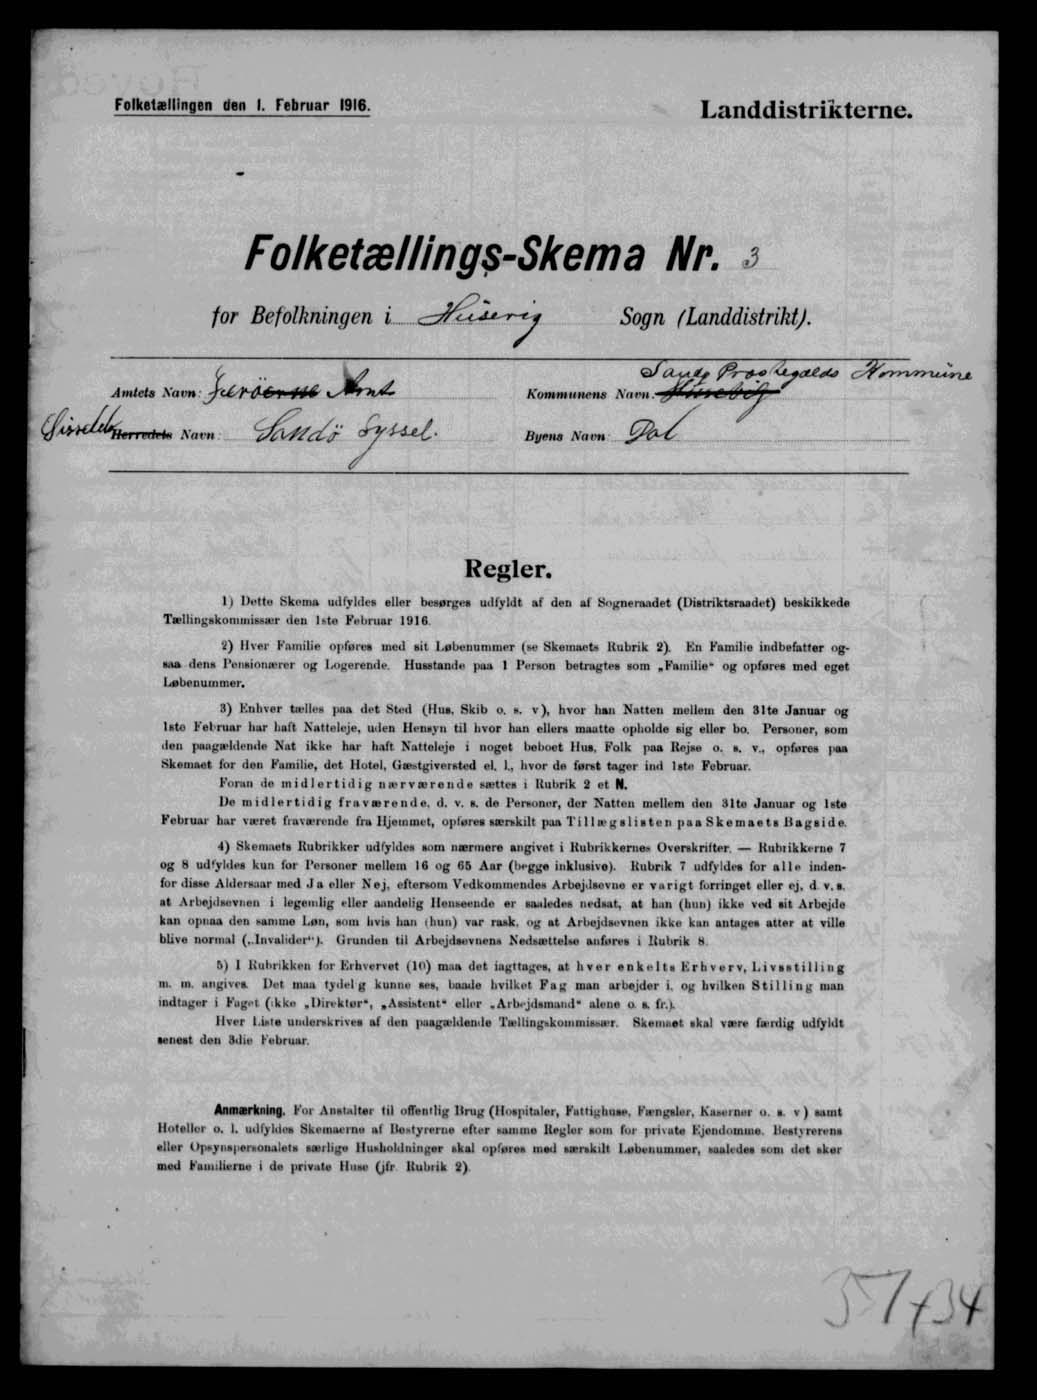 Folketællingen den 1. Februar 1916.
Landdistrikterne.
Folketællings-Skema Nr. 3
for Befolkningen i Husevig Sogn (Landdistrikt).
Sands Præstegælds Kommune
Amtets Navn: Færöerne Amt
Kommunens Navn:
Herredets Navn: Sandö Syssel.
Byens Navn: Dal
Regler.
1) Dette Skema udfyldes eller besørges udfyldt af den af Sogneraadet (Distriktsraadet) beskikkede
Tællingskommissær den 1ste Februar 1916.
2) Hver Familie opføres med sit Løbenummer (se Skemaets Rubrik 2). En Familie indbefatter og-
saa dens Pensionærer og Logerende. Husstande paa 1 Person betragtes som „Familie“ og opføres med eget
Løbenummer.
3) Enhver tælles paa det Sted (Hus, Skib o. s. v), hvor han Natten mellem den 31te Januar og
1ste Februar har haft Natteleje, uden Hensyn til hvor han ellers maatte opholde sig eller bo. Personer, som
den paagældende Nat ikke har haft Natteleje i noget beboet Hus, Folk paa Rejse o. s. v., opføres paa
Skemaet for den Familie, det Hotel, Gæstgiversted el. l., hvor de først tager ind 1ste Februar.
Foran de midlertidig nærværende sættes i Rubrik 2 et N.
De midlertidig fraværende, d. v. s. de Personer, der Natten mellem den 31te Januar og 1ste
Februar har været fraværende fra Hjemmet, opføres særskilt paa Tillægslisten paa Skemaets Bagside.
4) Skemaets Rubrikker udfyldes som nærmere angivet i Rubrikkernes Overskrifter. — Rubrikkerne 7
og 8 udfyldes kun for Personer mellem 16 og 65 Aar (begge inklusive). Rubrik 7 udfyldes for alle inden-
for disse Aldersaar med Ja eller Nej, eftersom Vedkommendes Arbejdsevne er varigt forringet eller ej, d. v. s.
at Arbejdsevnen i legemlig eller aandelig Henseende er saaledes nedsat, at han (hun) ikke ved sit Arbejde
kan opnaa den samme Løn, som hvis han (hun) var rask, og at Arbejdsevnen ikke kan antages atter at ville
blive normal („Invalider“). Grunden til Arbejdsevnens Nedsættelse anføres i Rubrik 8.
5) I Rubrikken for Erhvervet (10) maa det iagttages, at hver enkelts Erhverv, Livsstilling
m. m. angives. Det maa tydelig kunne ses, baade hvilket Fag man arbejder i, og hvilken Stilling man
indtager i Faget (ikke „Direktør“, „Assistent“ eller „Arbejdsmand“ alene o. s. fr.).
Hver Liste underskrives af den paagældende Tællingskommissær. Skemaet skal være færdig udfyldt
senest den 3die Februar.
Anmærkning. For Anstalter til offentlig Brug (Hospitaler, Fattighuse, Fængsler, Kaserner o. s. v) samt
Hoteller o. l. udfyldes Skemaerne af Bestyrerne efter samme Regler som for private Ejendomme. Bestyrerens
eller Opsynspersonalets særlige Husholdninger skal opføres med særskilt Løbenummer, saaledes som det sker
med Familierne i de private Huse (jfr. Rubrik 2).
37+34